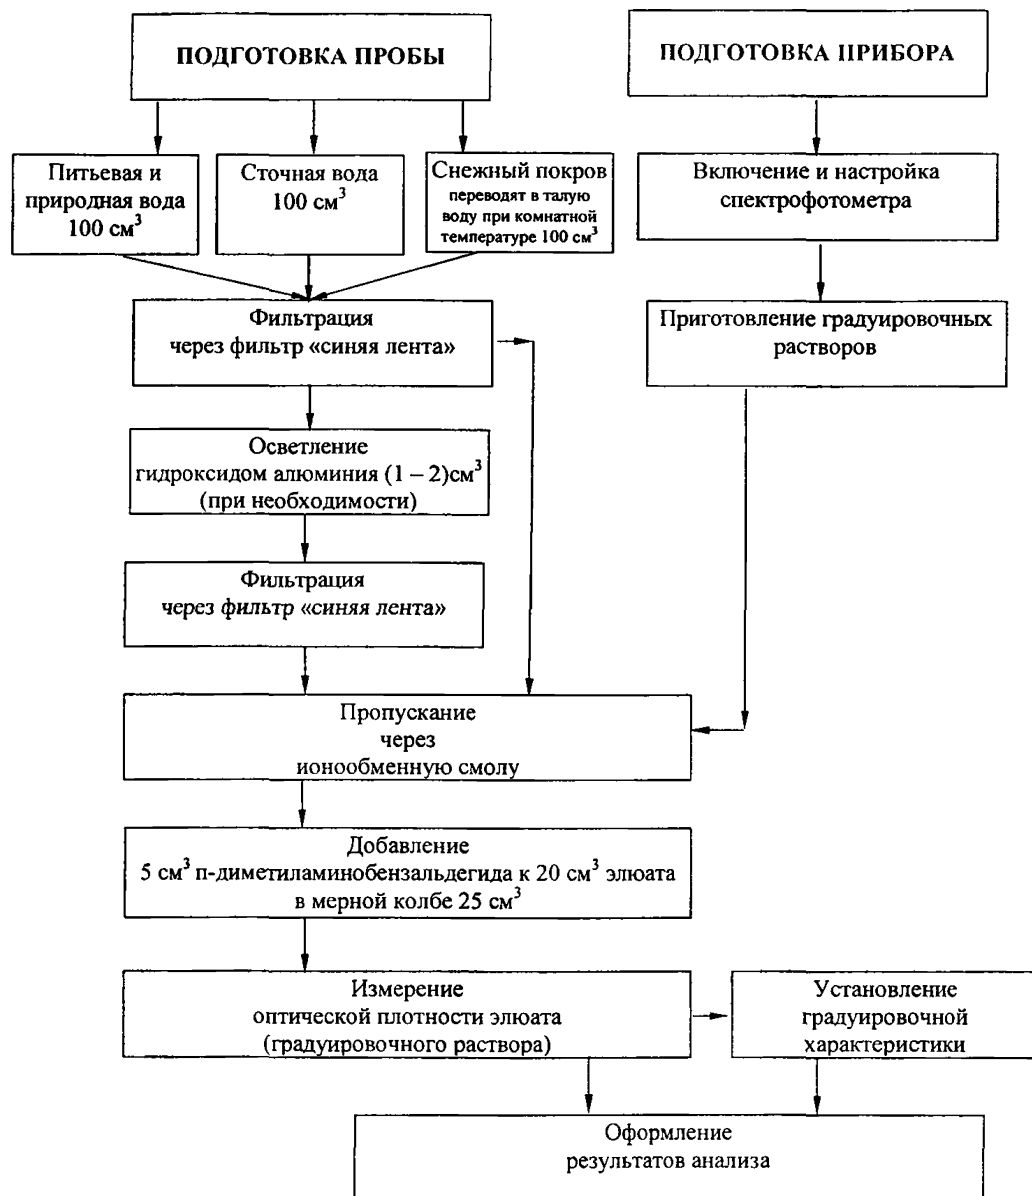 ПОДГОТОВКА ПРОБЫ
ПОДГОТОВКА ПРИБОРА
Питьевая и
природная вода
100 см³
Сточная вода
100 см³
Снежный покров
переводят в талую
воду при комнатной
температуре 100 см³
Включение и настройка
спектрофотометра
Фильтрация
через фильтр «синяя лента»
Приготовление градуировочных
растворов
Осветление
гидроксидом алюминия (1 – 2)см³
(при необходимости)
Фильтрация
через фильтр «синяя лента»
Пропускание
через
ионообменную смолу
Добавление
5 см³ п-диметиламинобензальдегида к 20 см³ элюата
в мерной колбе 25 см³
Измерение
оптической плотности элюата
(градуировочного раствора)
Установление
градуировочной
характеристики
Оформление
результатов анализа